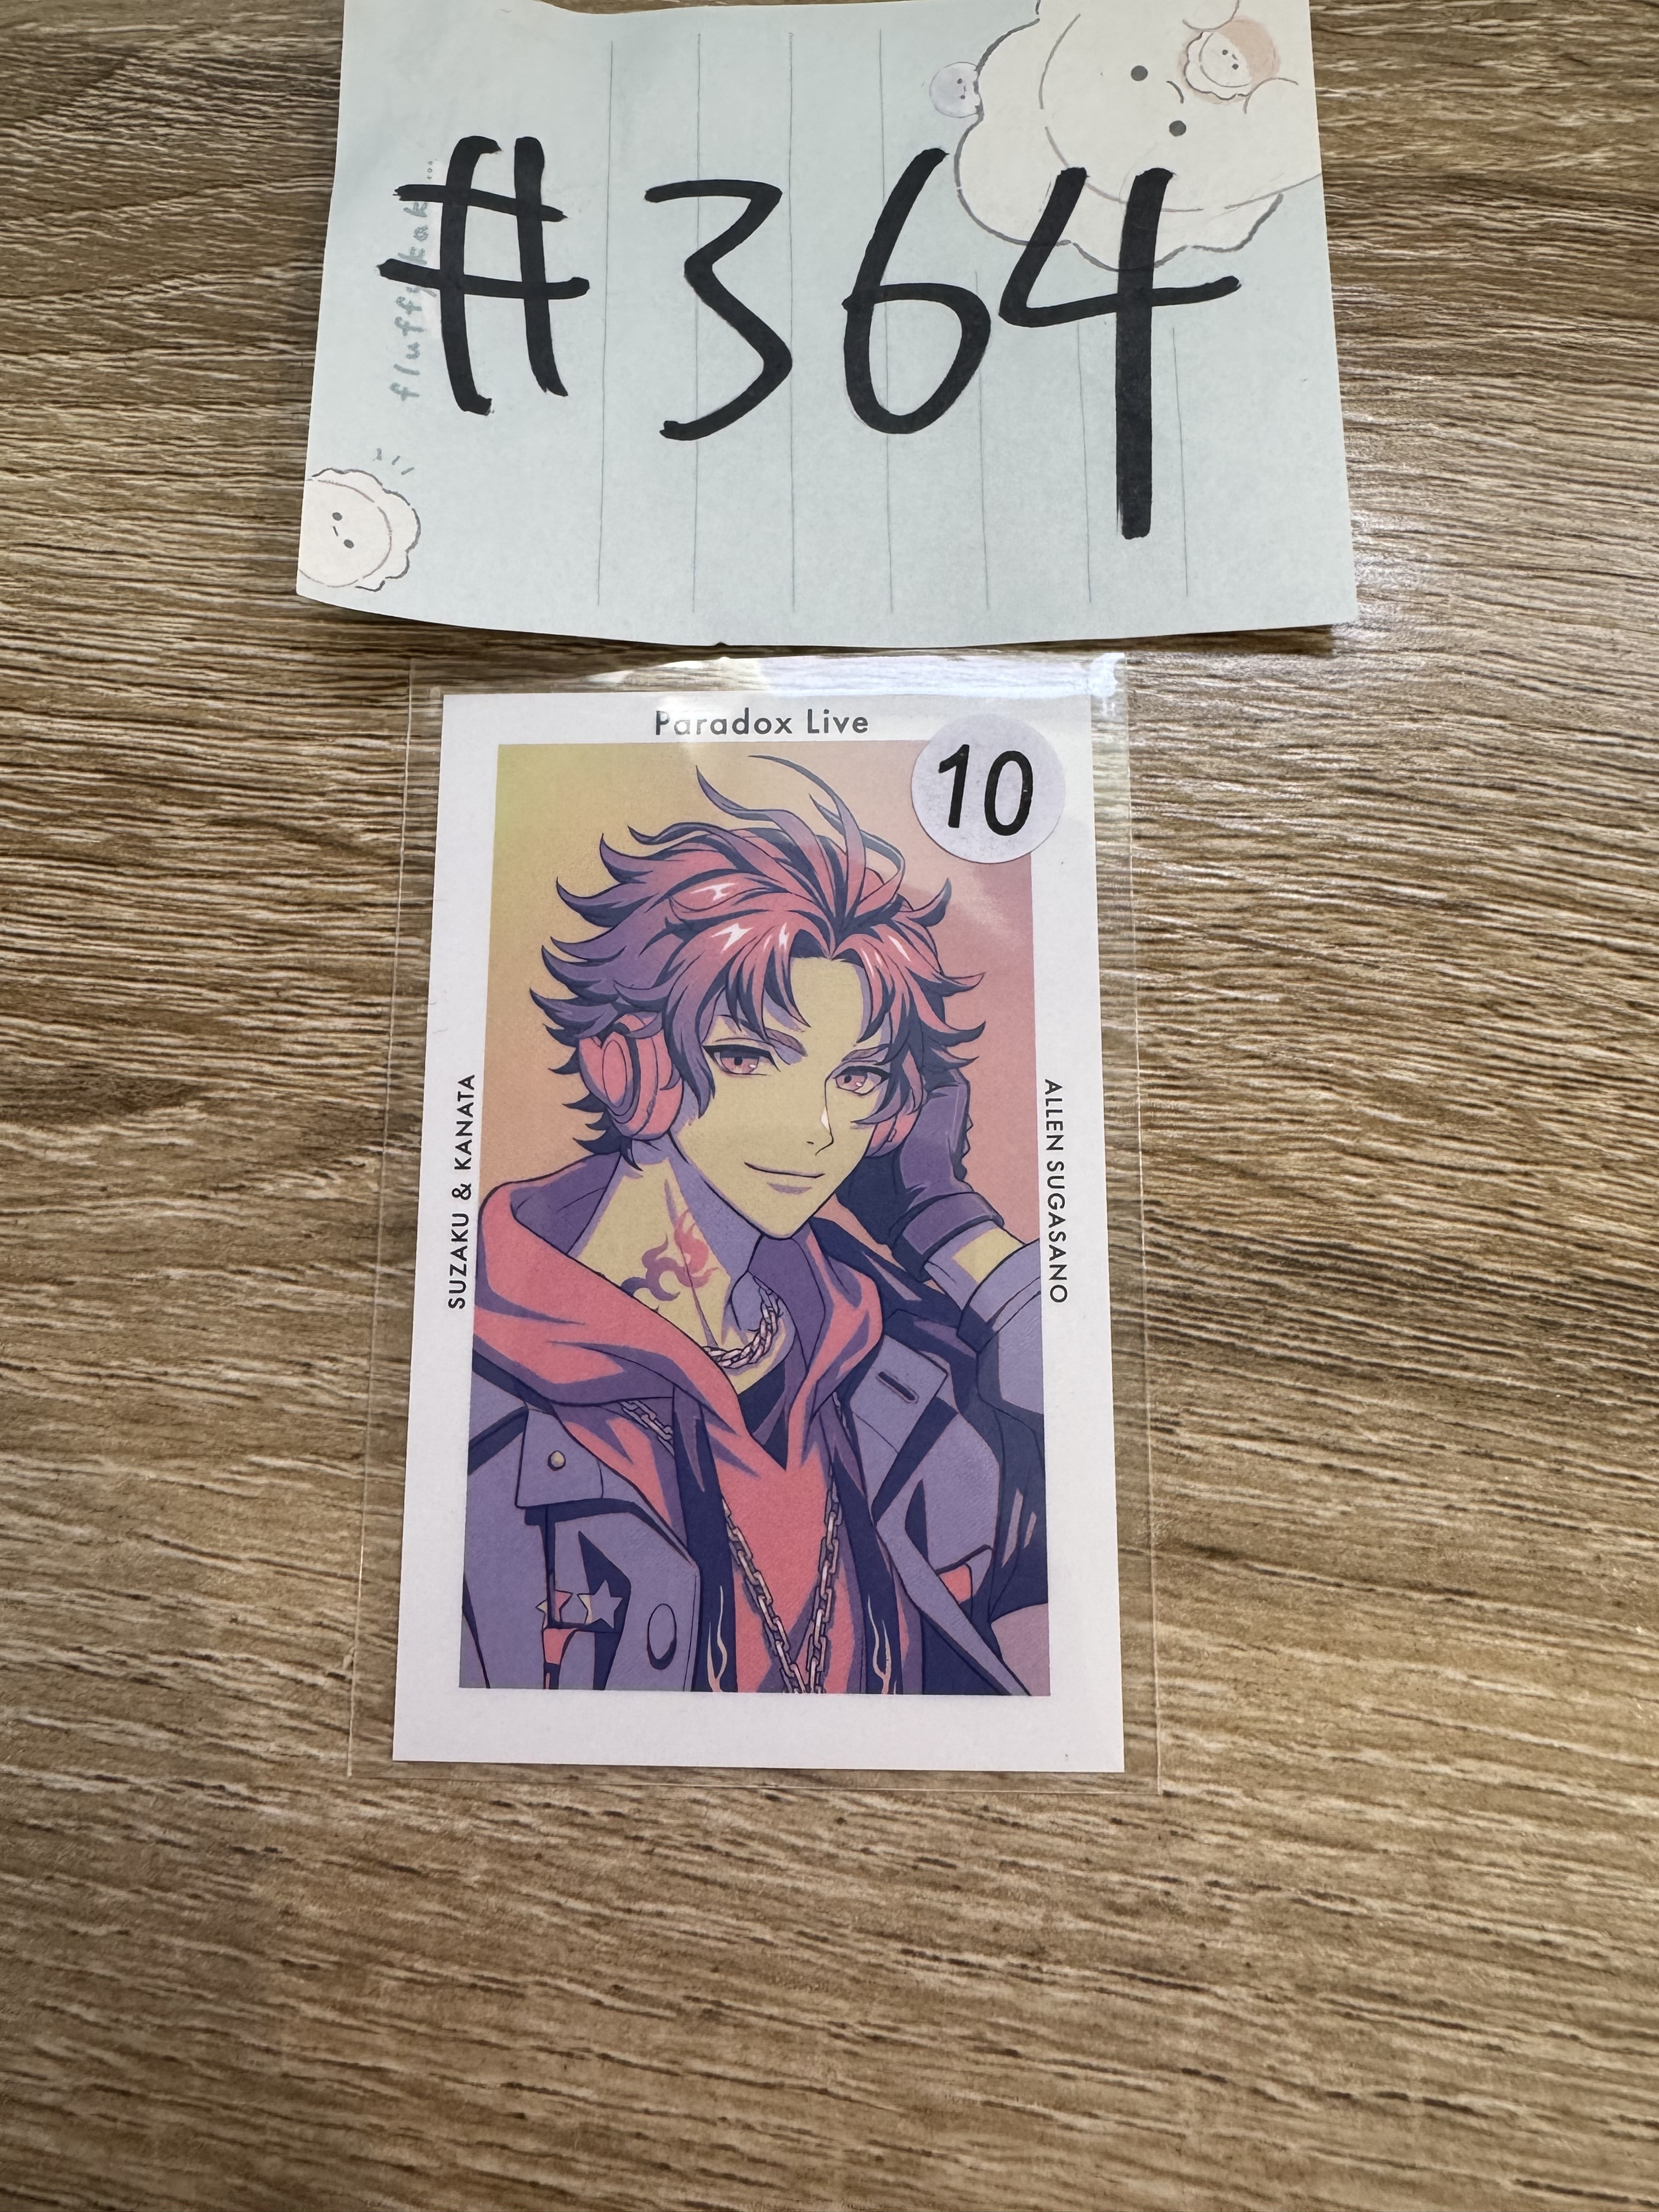 #364
Paradox Live
10
SUZAKU & KANATA
ALLEN SUGASANO